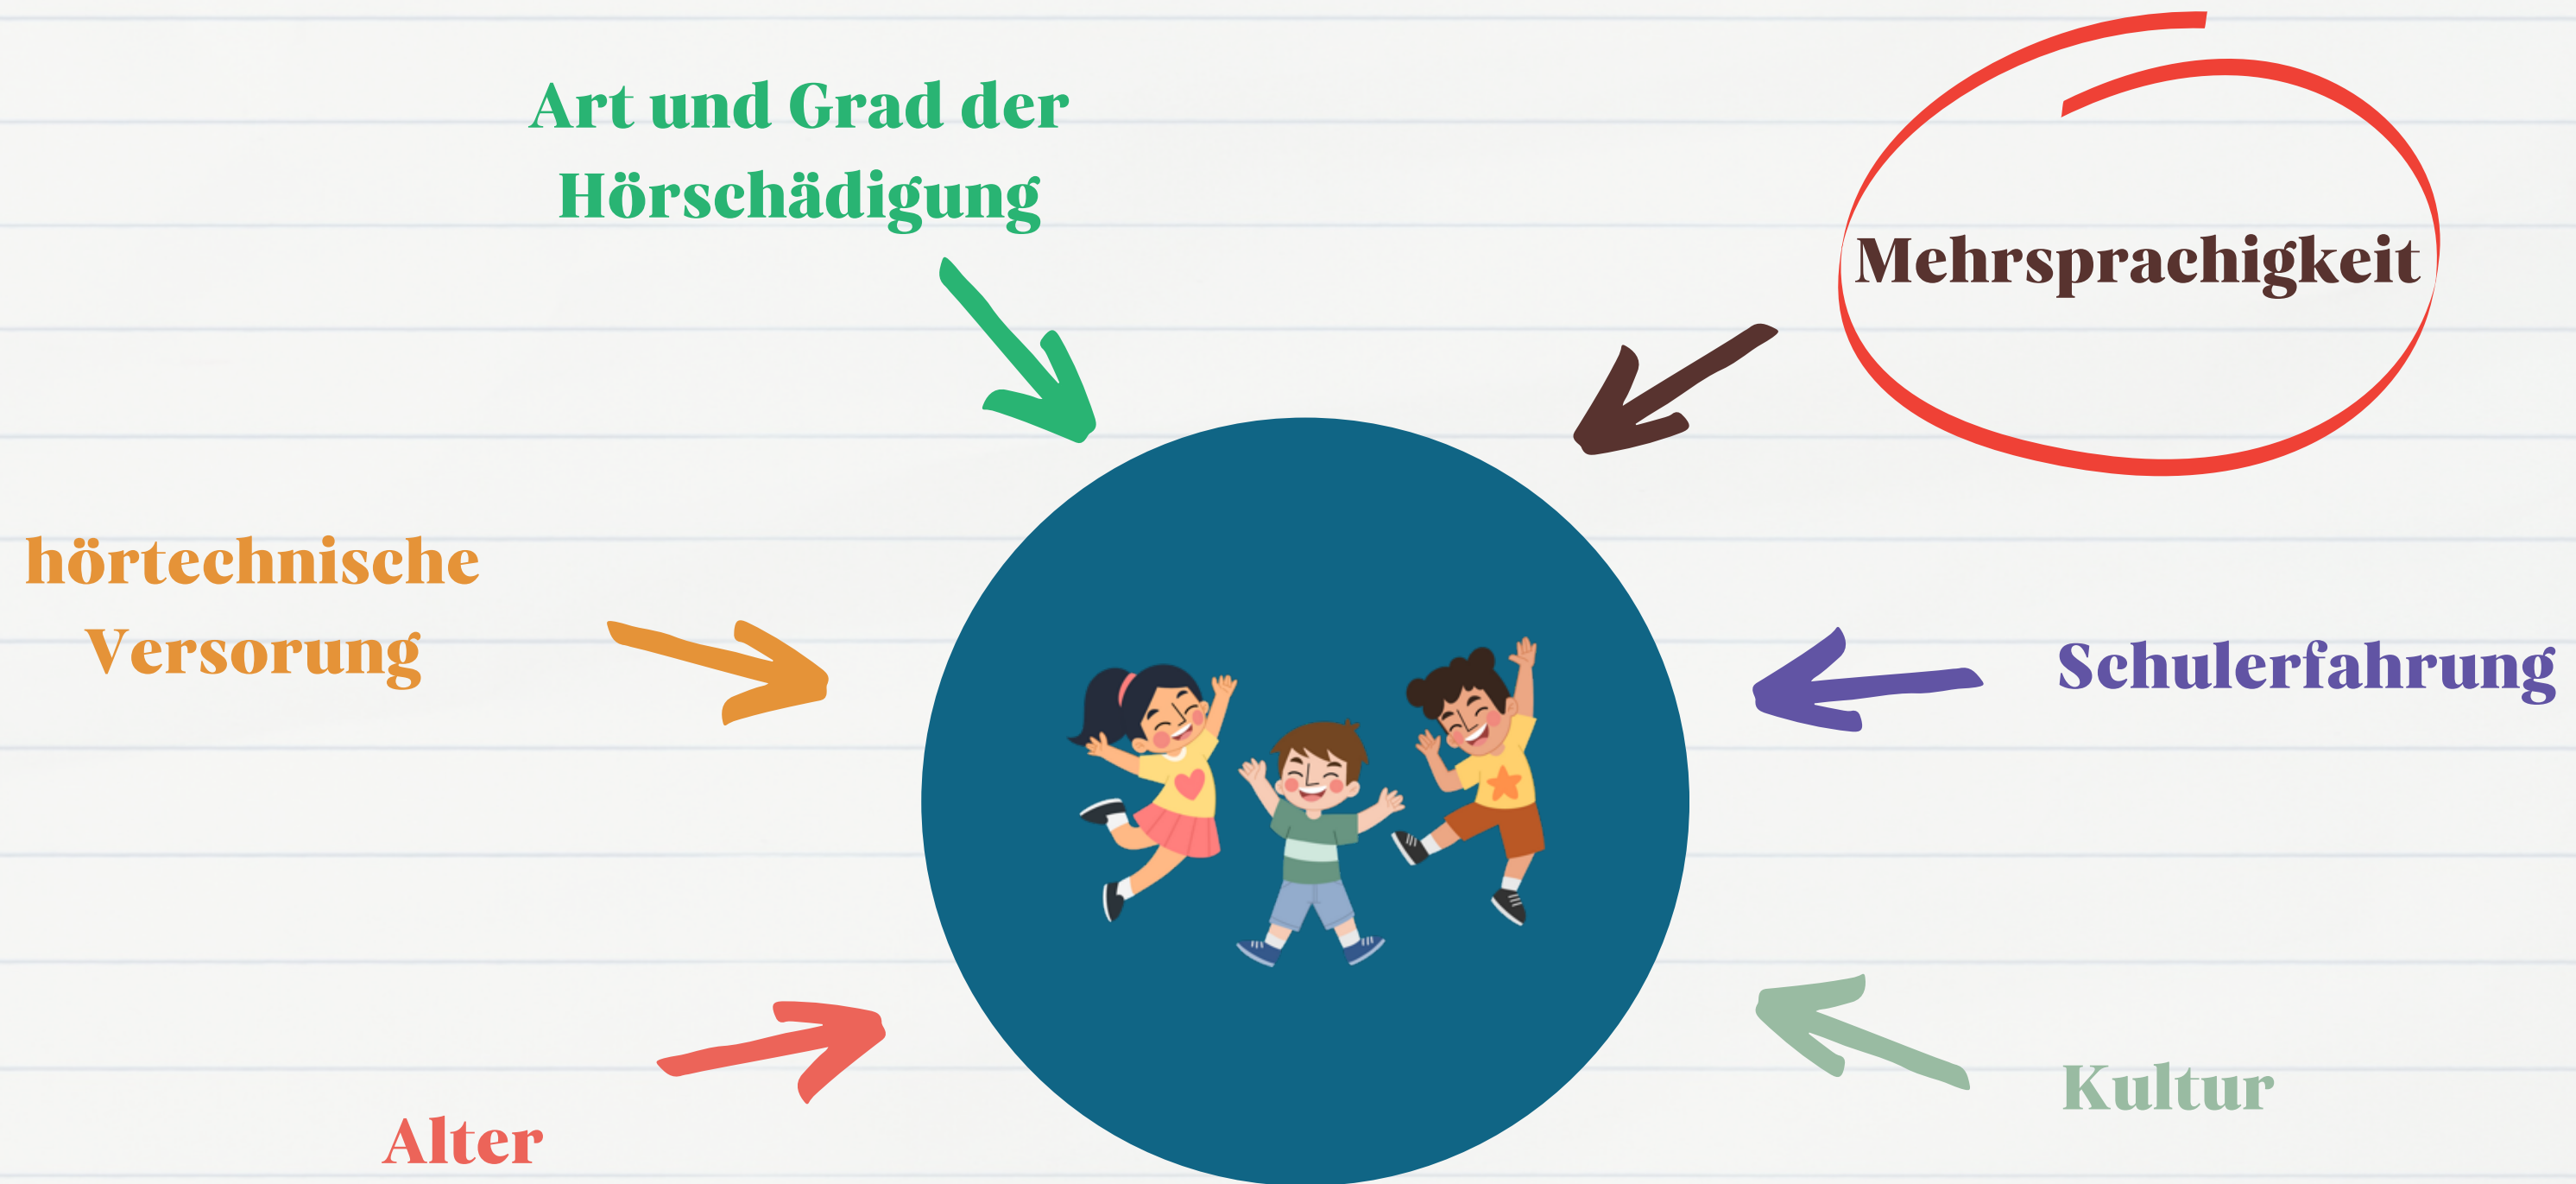 Art und Grad der
Hörschädigung
Mehrsprachigkeit
hörtechnische
Versorung
Schulerfahrung
Kultur
Alter